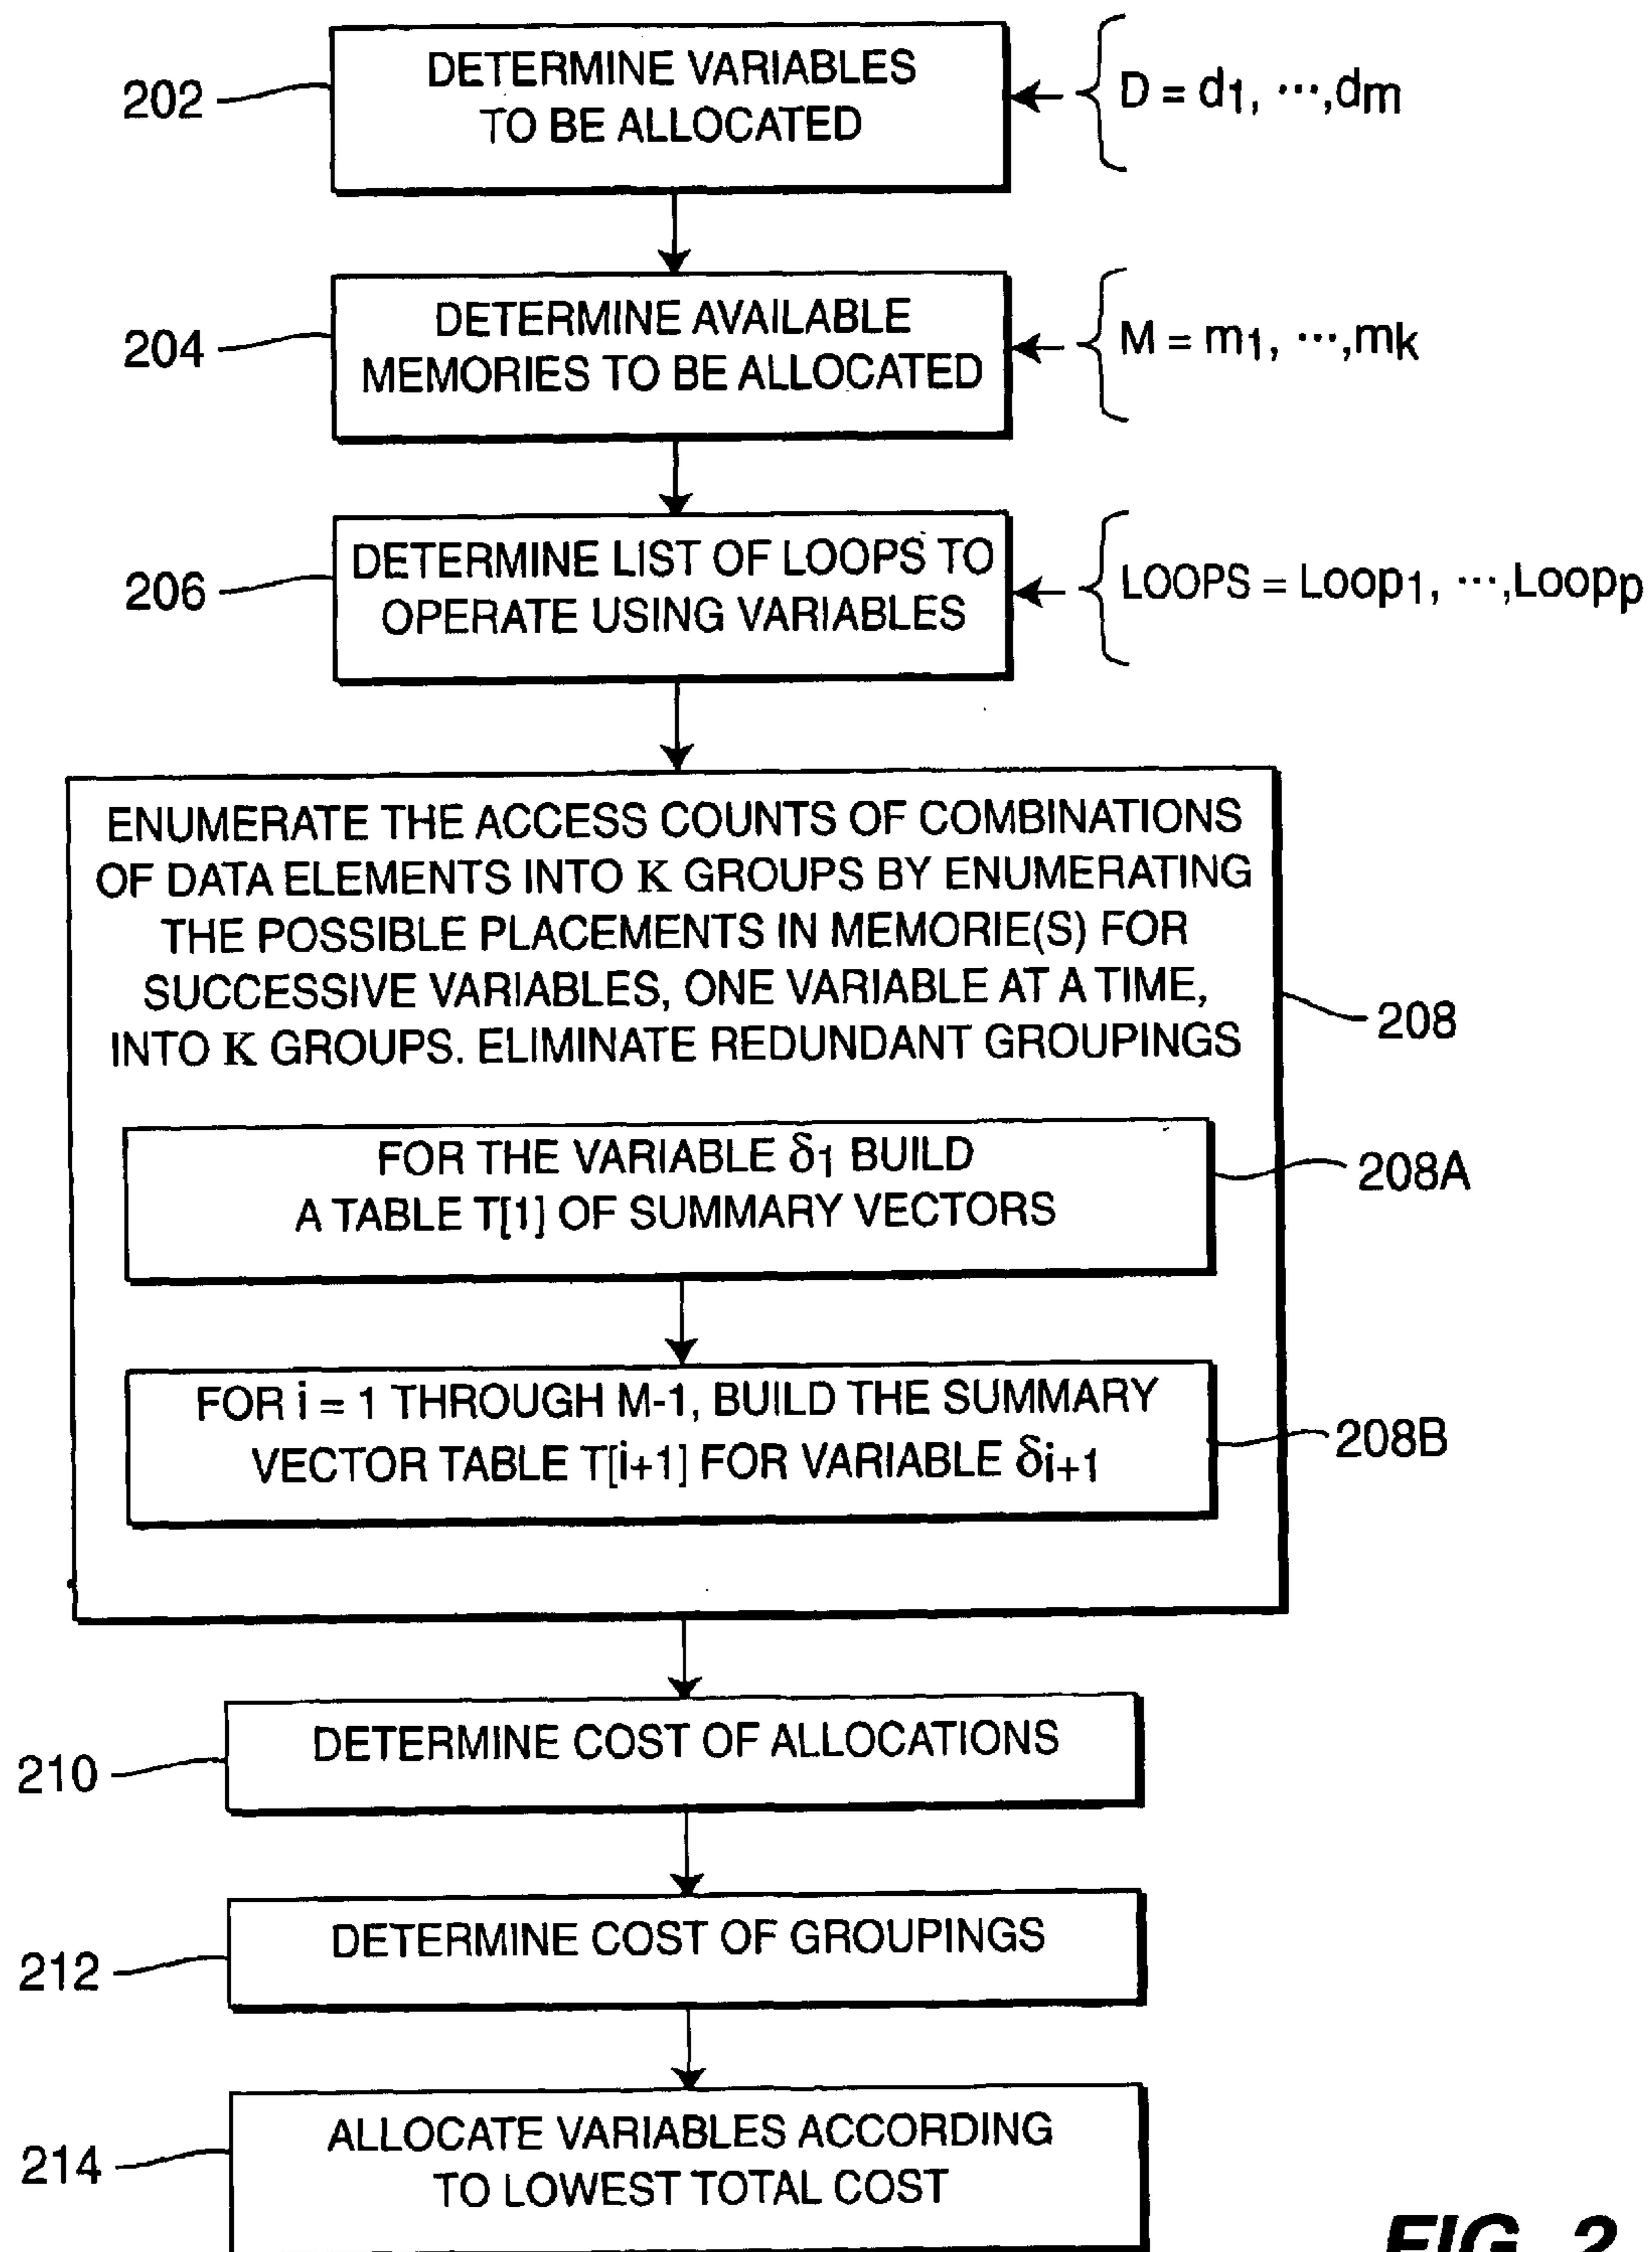 202
DETERMINE VARIABLES
TO BE ALLOCATED
D = d1, ···,dm
204
DETERMINE AVAILABLE
MEMORIES TO BE ALLOCATED
M = m1, ···,mk
206
DETERMINE LIST OF LOOPS TO
OPERATE USING VARIABLES
LOOPS = Loop1, ···,Loopp
ENUMERATE THE ACCESS COUNTS OF COMBINATIONS
OF DATA ELEMENTS INTO K GROUPS BY ENUMERATING
THE POSSIBLE PLACEMENTS IN MEMORIE(S) FOR
SUCCESSIVE VARIABLES, ONE VARIABLE AT A TIME,
INTO K GROUPS. ELIMINATE REDUNDANT GROUPINGS
208
FOR THE VARIABLE δ1 BUILD
A TABLE T[1] OF SUMMARY VECTORS
208A
FOR i = 1 THROUGH M-1, BUILD THE SUMMARY
VECTOR TABLE T[i+1] FOR VARIABLE δi+1
208B
210
DETERMINE COST OF ALLOCATIONS
212
DETERMINE COST OF GROUPINGS
214
ALLOCATE VARIABLES ACCORDING
TO LOWEST TOTAL COST
FIG. 2